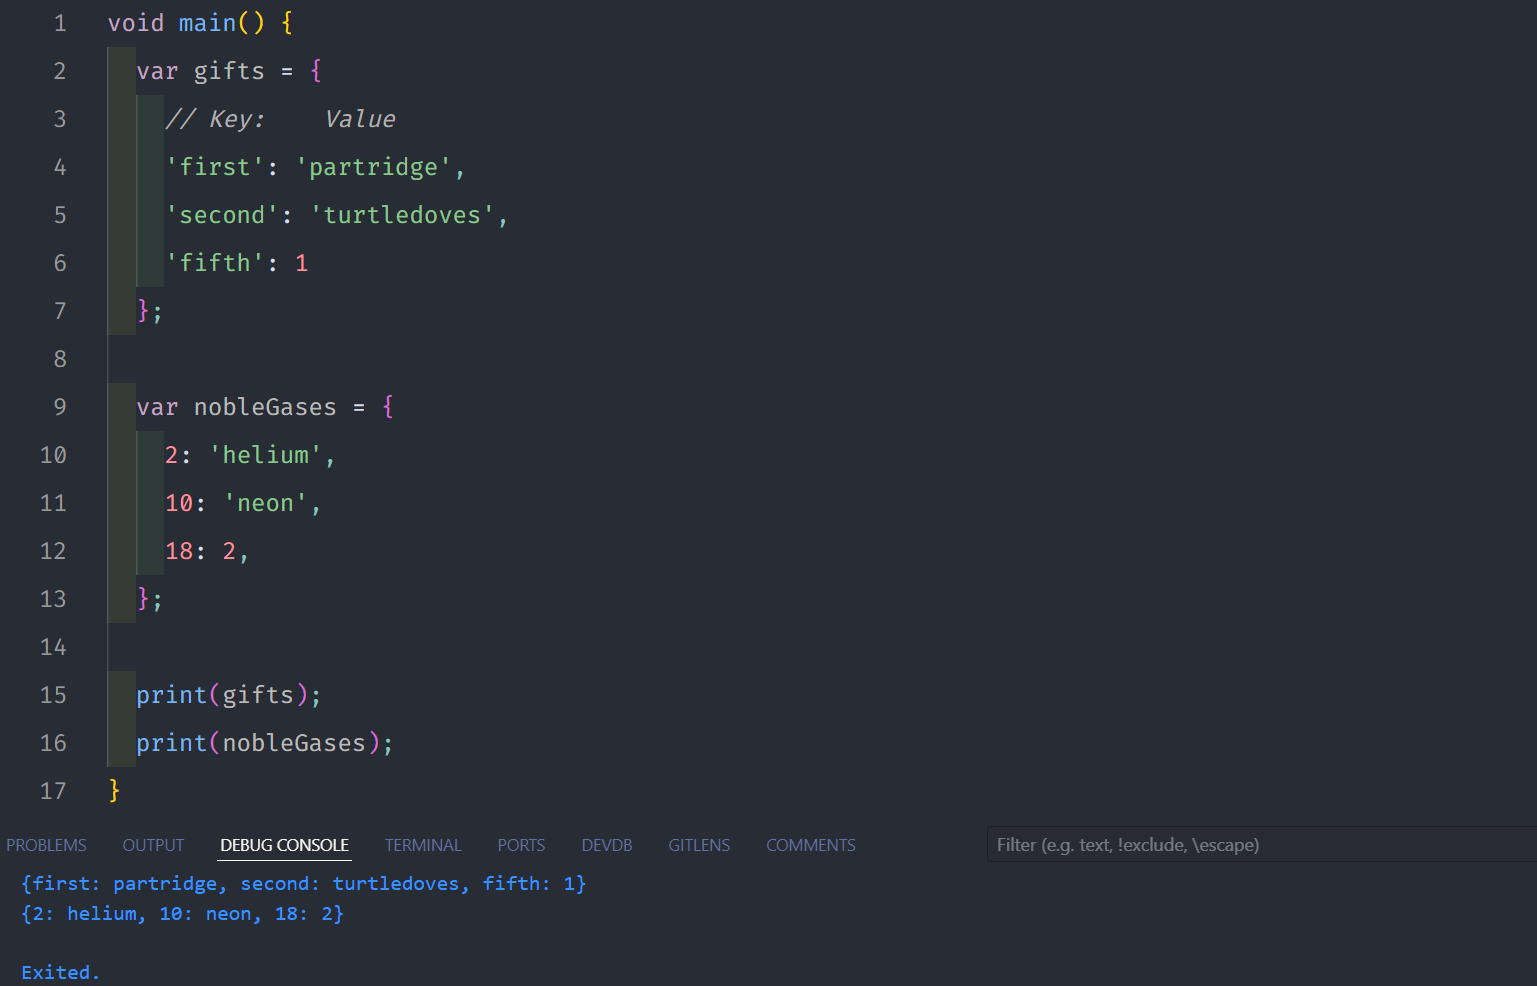 1 void main() {
2 var gifts = {
3 // Key:    Value
4 'first': 'partridge',
5 'second': 'turtledoves',
6 'fifth': 1
7 };
8
9 var nobleGases = {
10 2: 'helium',
11 10: 'neon',
12 18: 2,
13 };
14
15 print(gifts);
16 print(nobleGases);
17 }
PROBLEMS OUTPUT DEBUG CONSOLE TERMINAL PORTS DEVDB GITLENS COMMENTS Filter (e.g. text, !exclude, \escape)
{first: partridge, second: turtledoves, fifth: 1}
{2: helium, 10: neon, 18: 2}
Exited.